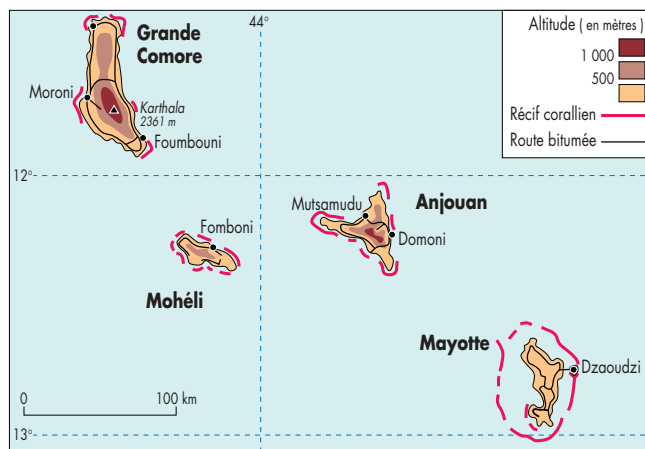 Grande
Comore
44°
Altitude ( en mètres )
1 000
500
Récif corallien
Route bitumée
Moroni
Karthala
2361 m
Foumbouni
12°
Mutsamudu
Anjouan
Fomboni
Domoni
Mohéli
Mayotte
Dzaoudzi
0
100 km
13°